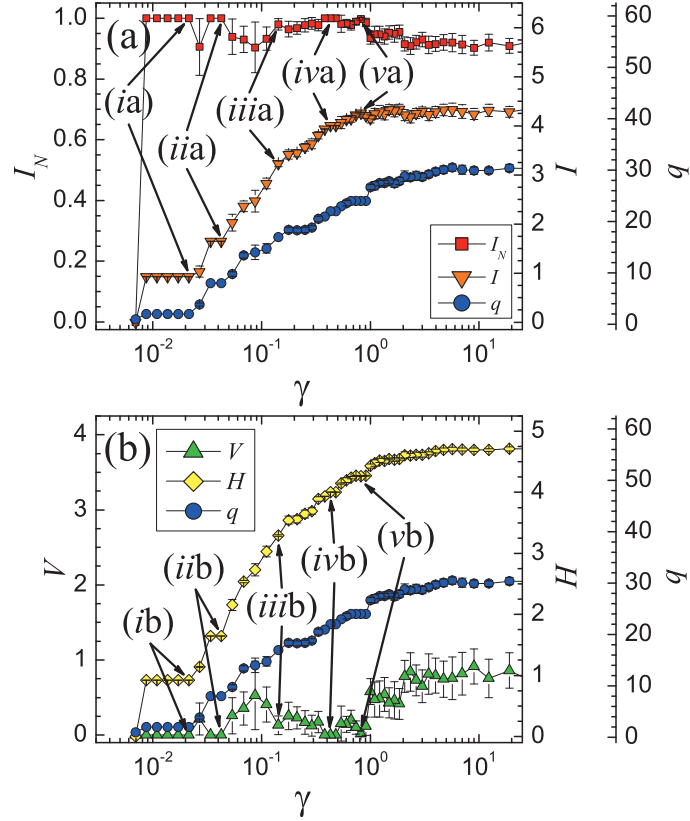 (a)
1.0
0.8
0.6
0.4
0.2
0.0
I_N
(ia)
(iia)
(iiia)
(iva)
(va)
I_N
I
q
6
5
4
3
2
1
0
I
60
50
40
30
20
10
0
q
10^-2
10^-1
10^0
10^1
γ
(b)
4
3
2
1
0
V
V
H
q
(ib)
(iib)
(iiib)
(ivb)
(vb)
5
4
3
2
1
0
H
60
50
40
30
20
10
0
q
10^-2
10^-1
10^0
10^1
γ